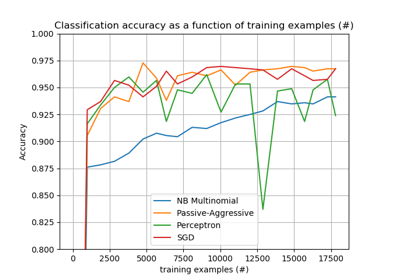 Classification accuracy as a function of training examples (#)
1.000
0.975
0.950
0.925
0.900
0.875
0.850
0.825
0.800
Accuracy
NB Multinomial
Passive-Aggressive
Perceptron
SGD
0 2500 5000 7500 10000 12500 15000 17500
training examples (#)